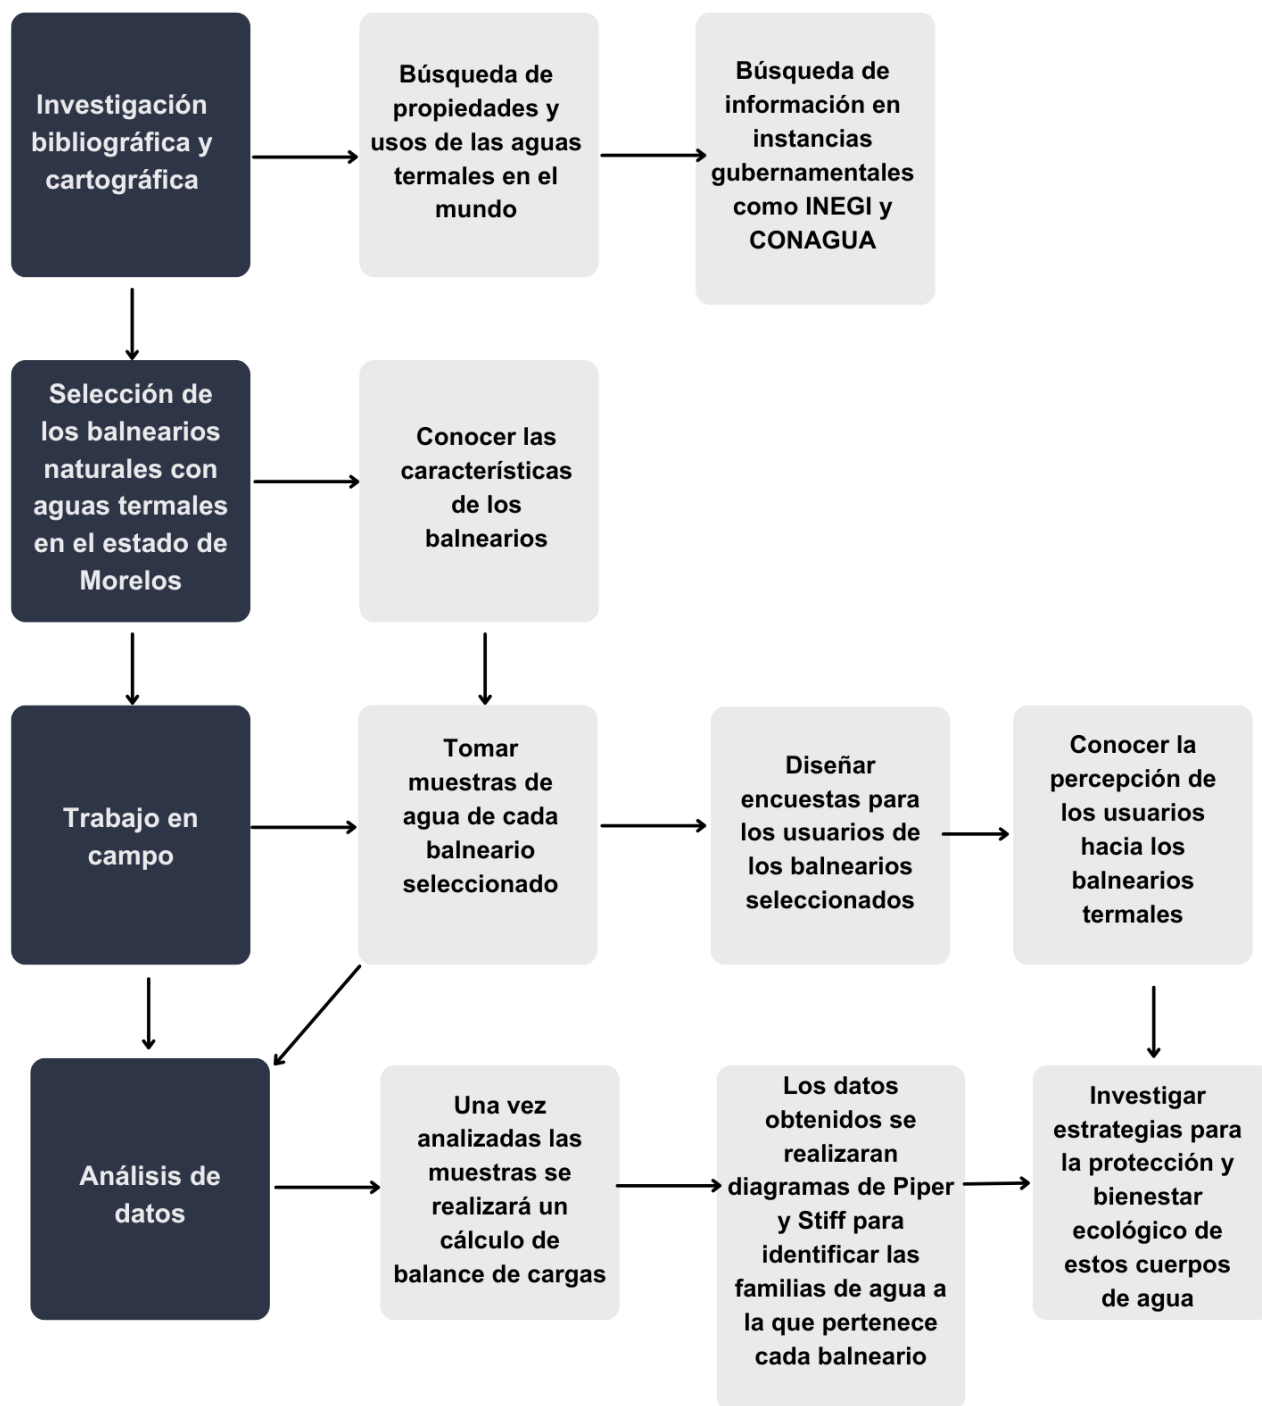 Investigación
bibliográfica y
cartográfica
Búsqueda de
propiedades y
usos de las aguas
termales en el
mundo
Búsqueda de
información en
instancias
gubernamentales
como INEGI y
CONAGUA
Selección de
los balnearios
naturales con
aguas termales
en el estado de
Morelos
Conocer las
característícas
de los
balnearios
Trabajo en
campo
Tomar
muestras de
agua de cada
balneario
seleccionado
Diseñar
encuestas para
los usuarios de
los balnearios
seleccionados
Conocer la
percepción de
los usuarios
hacia los
balnearios
termales
Análisis de
datos
Una vez
analizadas las
muestras se
realizará un
cálculo de
balance de cargas
Los datos
obtenidos se
realizaran
diagramas de Piper
y Stiff para
identificar las
familias de agua a
la que pertenece
cada balneario
Investigar
estrategias para
la protección y
bienestar
ecológico de
estos cuerpos
de agua